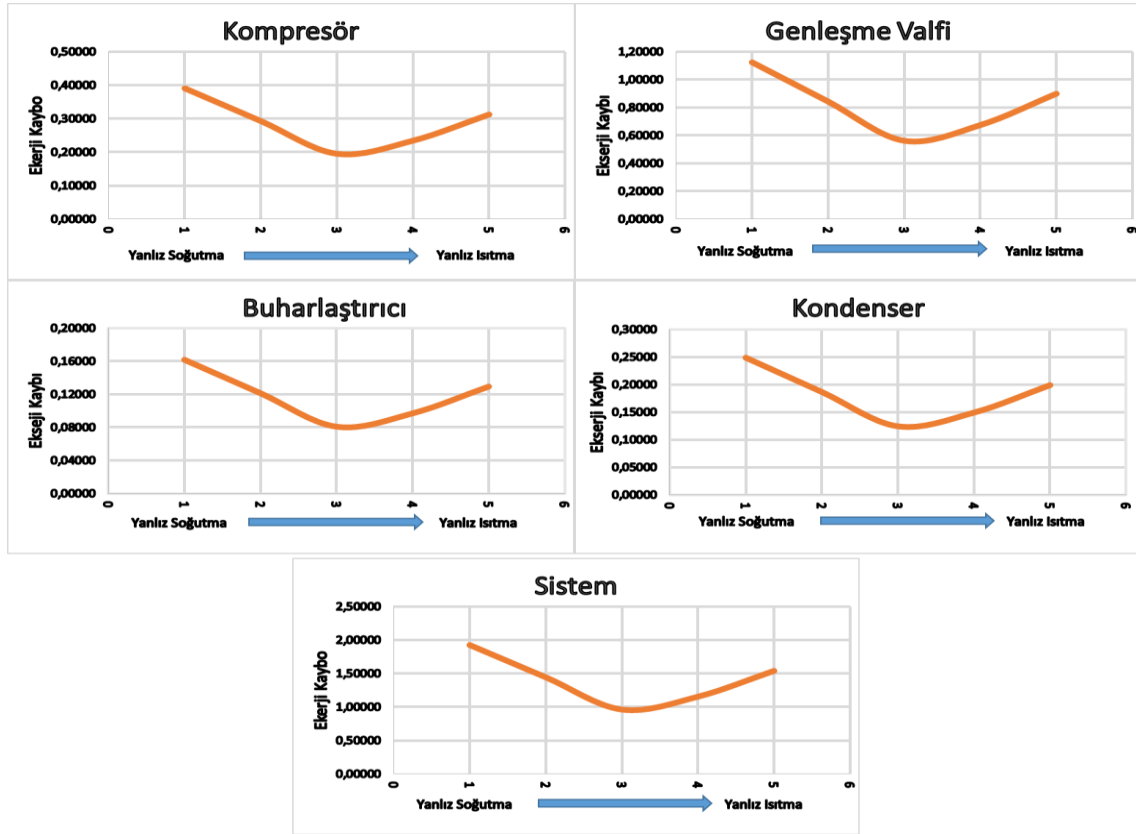 Kompresör
0,50000
0,40000
0,30000
0,20000
0,10000
0,00000
Ekerji Kaybo
0 1 2 3 4 5 6
Yanlız Soğutma Yanlız Isıtma
Genleşme Valfi
1,20000
1,00000
0,80000
0,60000
0,40000
0,20000
0,00000
Ekserji Kaybı
0 1 2 3 4 5 6
Yanlız Soğutma Yanlız Isıtma
Buharlaştırıcı
0,20000
0,16000
0,12000
0,08000
0,04000
0,00000
Ekseji Kaybı
0 1 2 3 4 5 6
Yanlız Soğutma Yanlız Isıtma
Kondenser
0,30000
0,25000
0,20000
0,15000
0,10000
0,05000
0,00000
Ekserji Kaybı
0 1 2 3 4 5 6
Yanlız Soğutma Yanlız Isıtma
Sistem
2,50000
2,00000
1,50000
1,00000
0,50000
0,00000
Ekerji Kaybo
0 1 2 3 4 5 6
Yanlız Soğutma Yanlız Isıtma